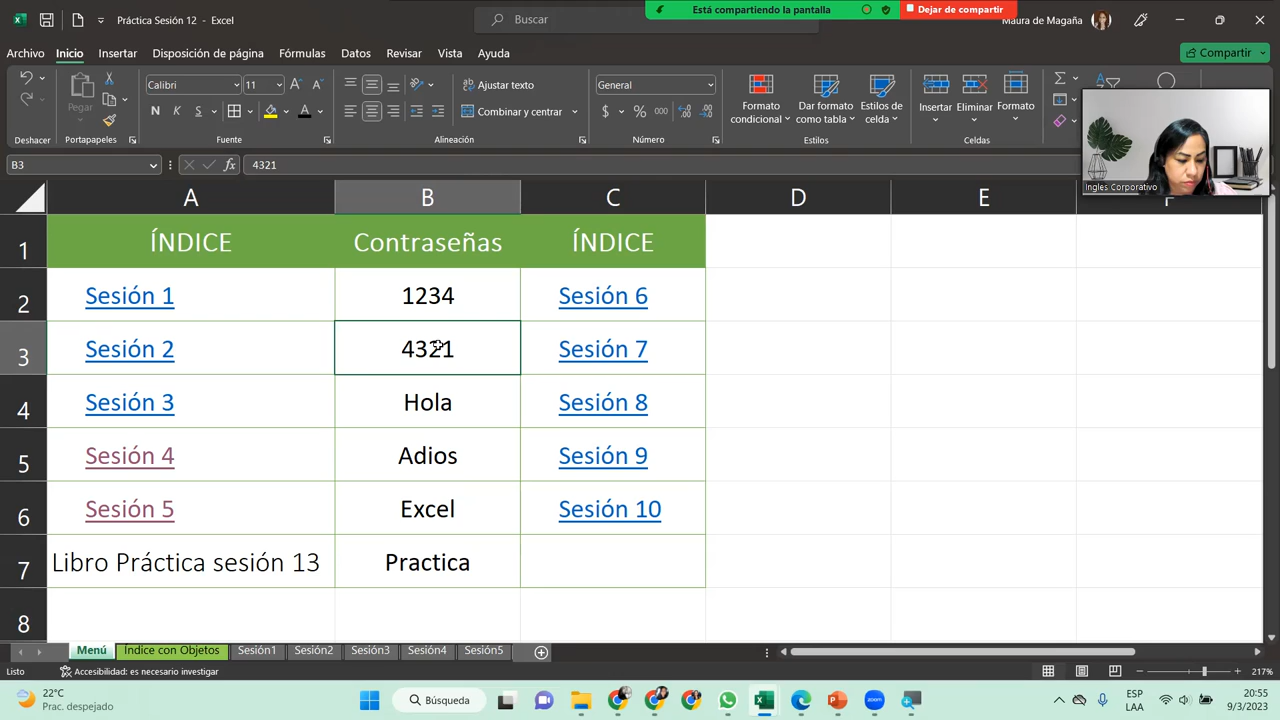 Práctica Sesión 12 - Excel
Buscar
Está compartiendo la pantalla
Dejar de compartir
Maura de Magaña
Archivo Inicio Insertar Disposición de página Fórmulas Datos Revisar Vista Ayuda
Compartir
Pegar
Calibri 11
N K S
Ajustar texto
Combinar y centrar
General
$ % 000
Formato condicional
Dar formato como tabla
Estilos de celda
Insertar
Eliminar
Formato
Deshacer Portapapeles Fuente Alineación Número Estilos Celdas
Ingles Corporativo
B3 fx 4321
A B C D E F
1 ÍNDICE Contraseñas ÍNDICE
2 Sesión 1 1234 Sesión 6
3 Sesión 2 4321 Sesión 7
4 Sesión 3 Hola Sesión 8
5 Sesión 4 Adios Sesión 9
6 Sesión 5 Excel Sesión 10
7 Libro Práctica sesión 13 Practica
8
Menú Índice con Objetos Sesión1 Sesión2 Sesión3 Sesión4 Sesión5
Listo Accesibilidad: es necesario investigar 217%
22°C
Prac. despejado
Búsqueda
ESP
LAA
20:55
9/3/2023